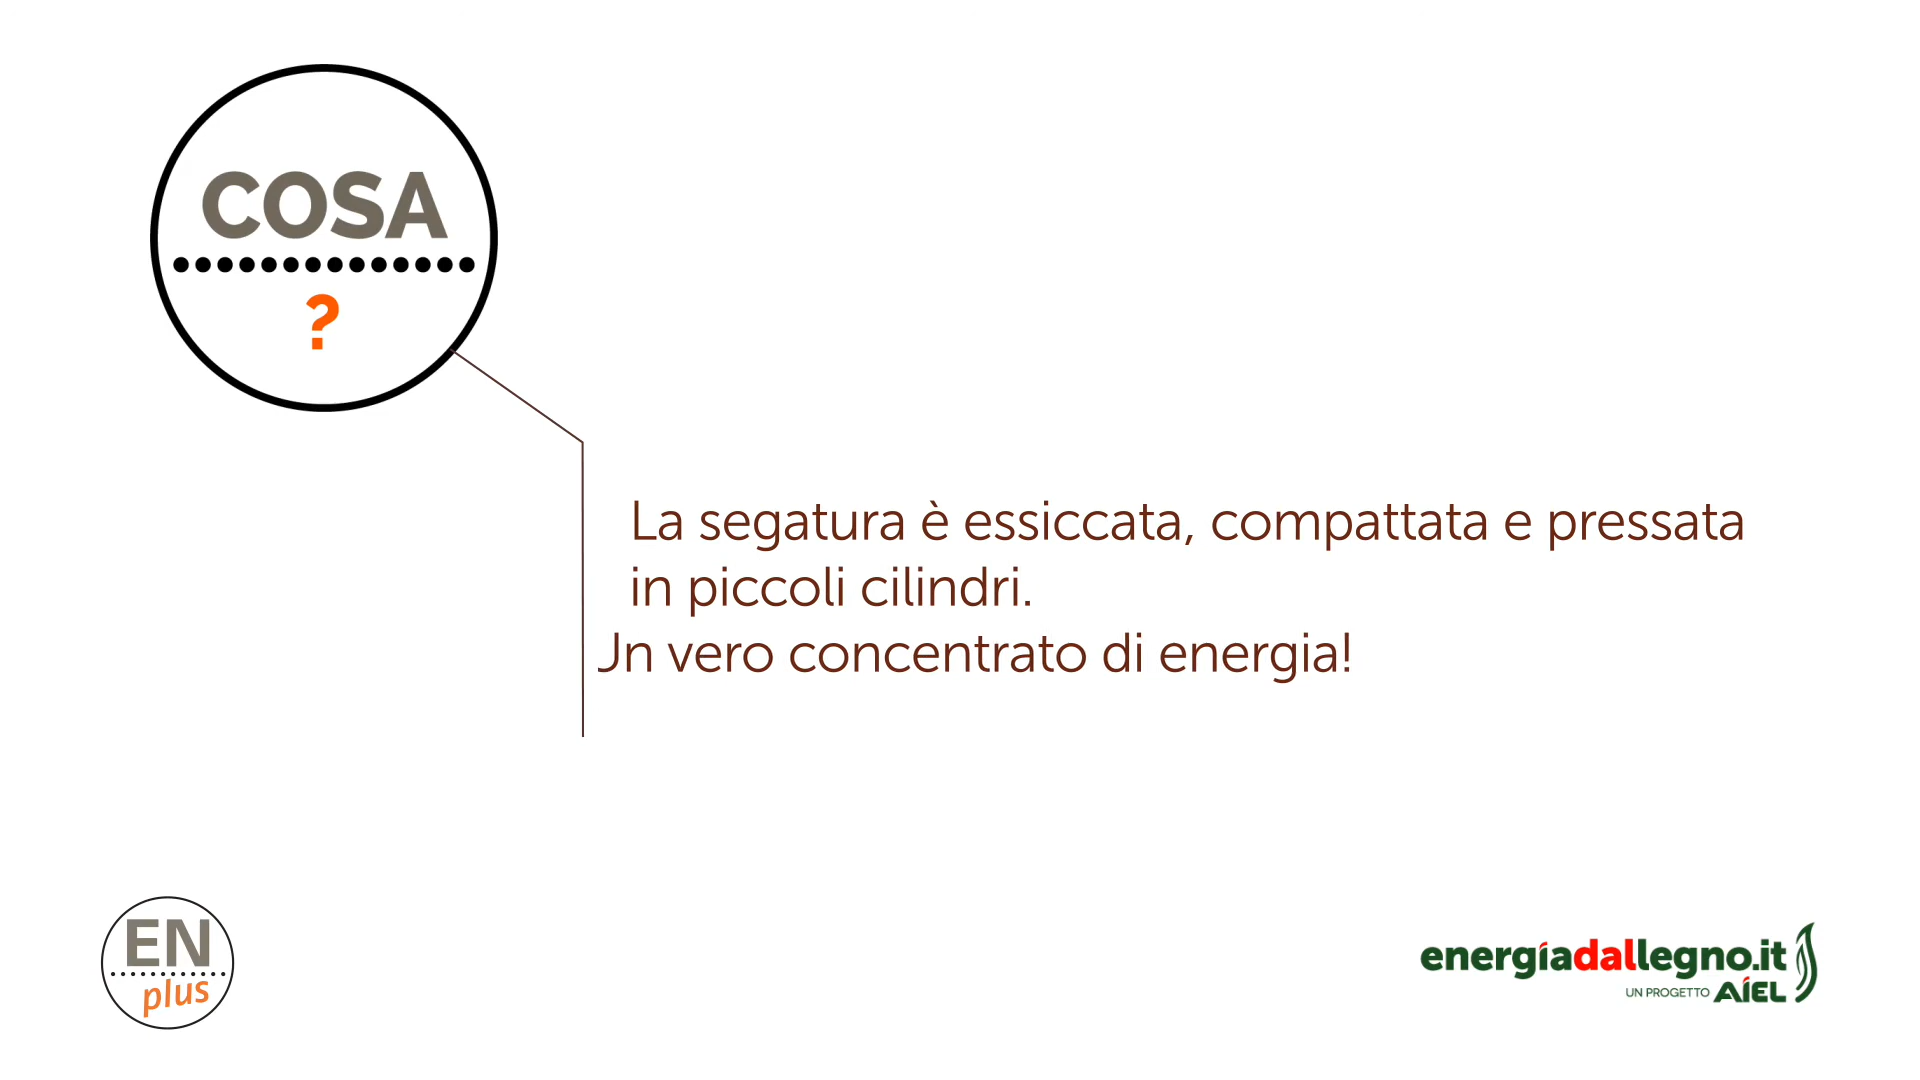 COSA
?
La segatura è essiccata, compattata e pressata
in piccoli cilindri.
Jn vero concentrato di energia!
EN
plus
energiadallegno.it
UN PROGETTO AIEL